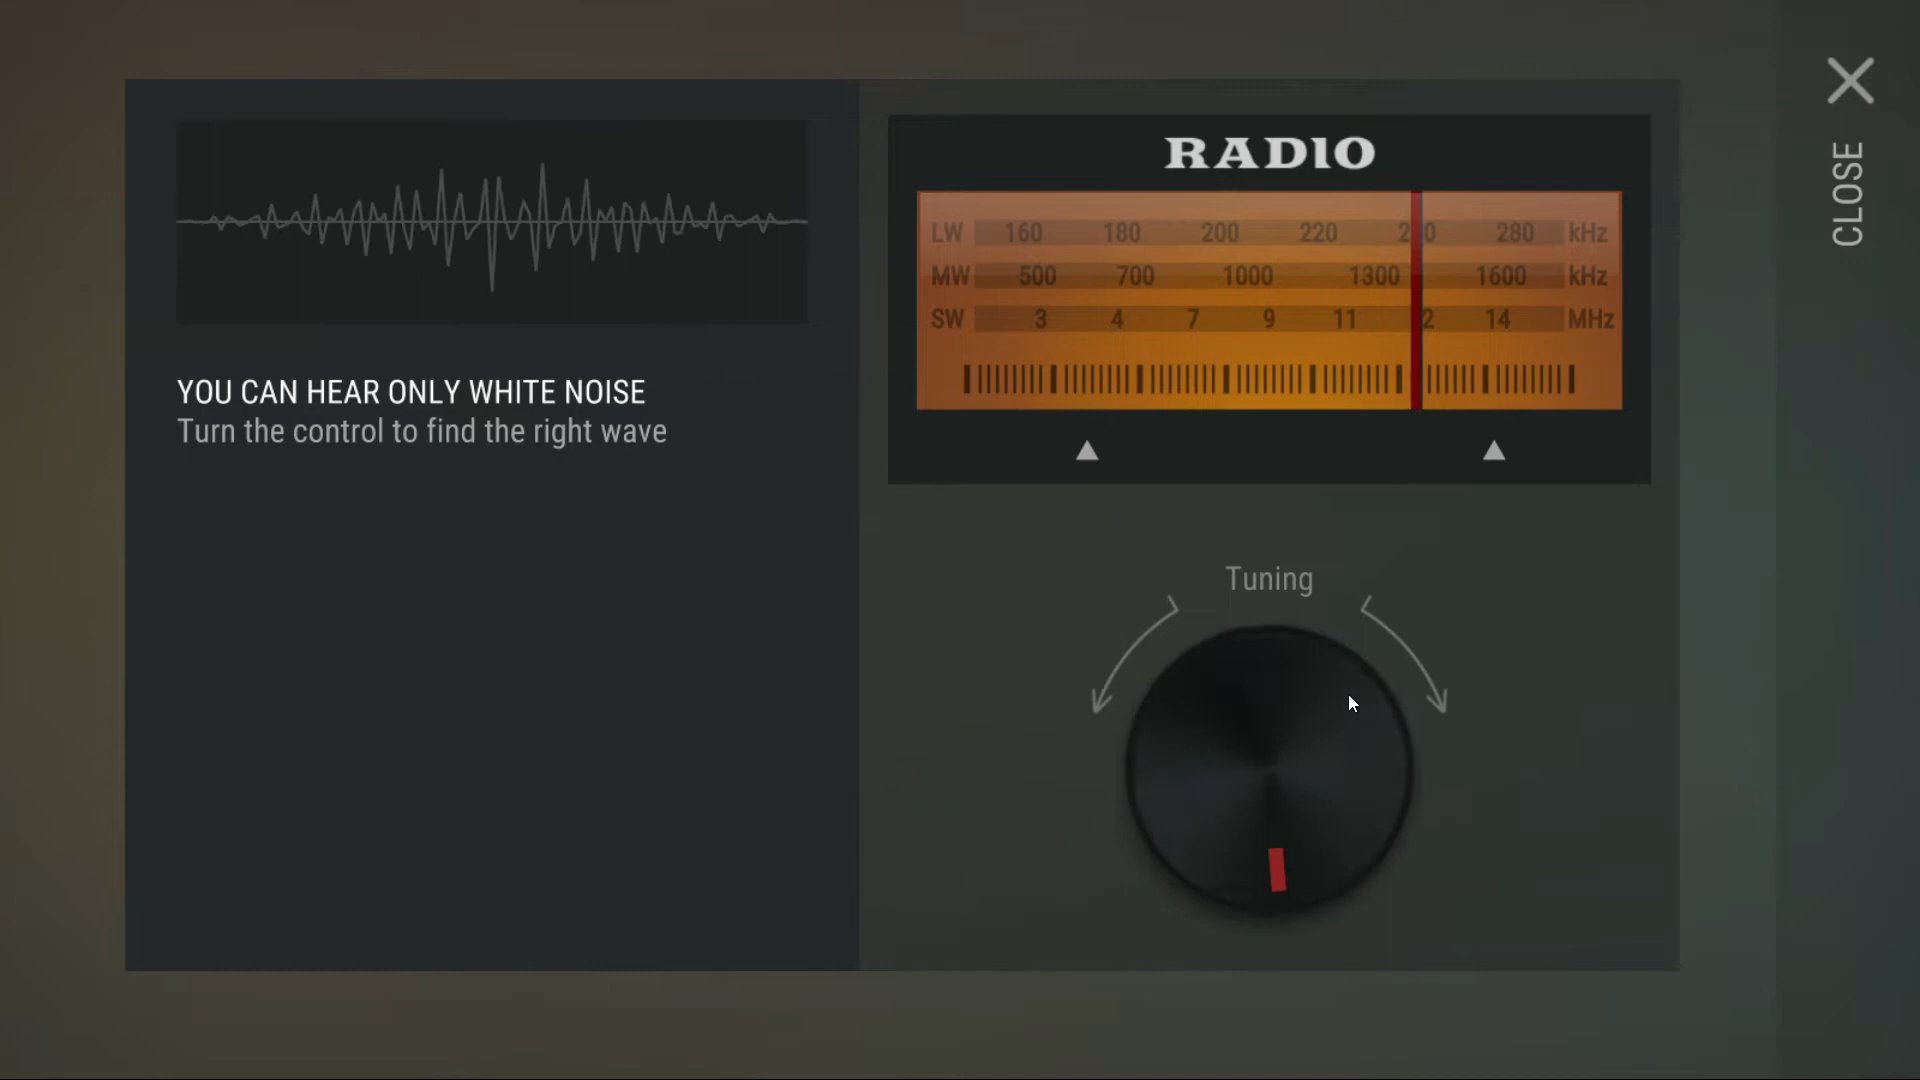 RADIO
LW 160 180 200 220 280 kHz
MW 500 700 1000 1300 1600 kHz
SW 3 4 7 9 11 14 MHz
YOU CAN HEAR ONLY WHITE NOISE
Turn the control to find the right wave
Tuning
CLOSE